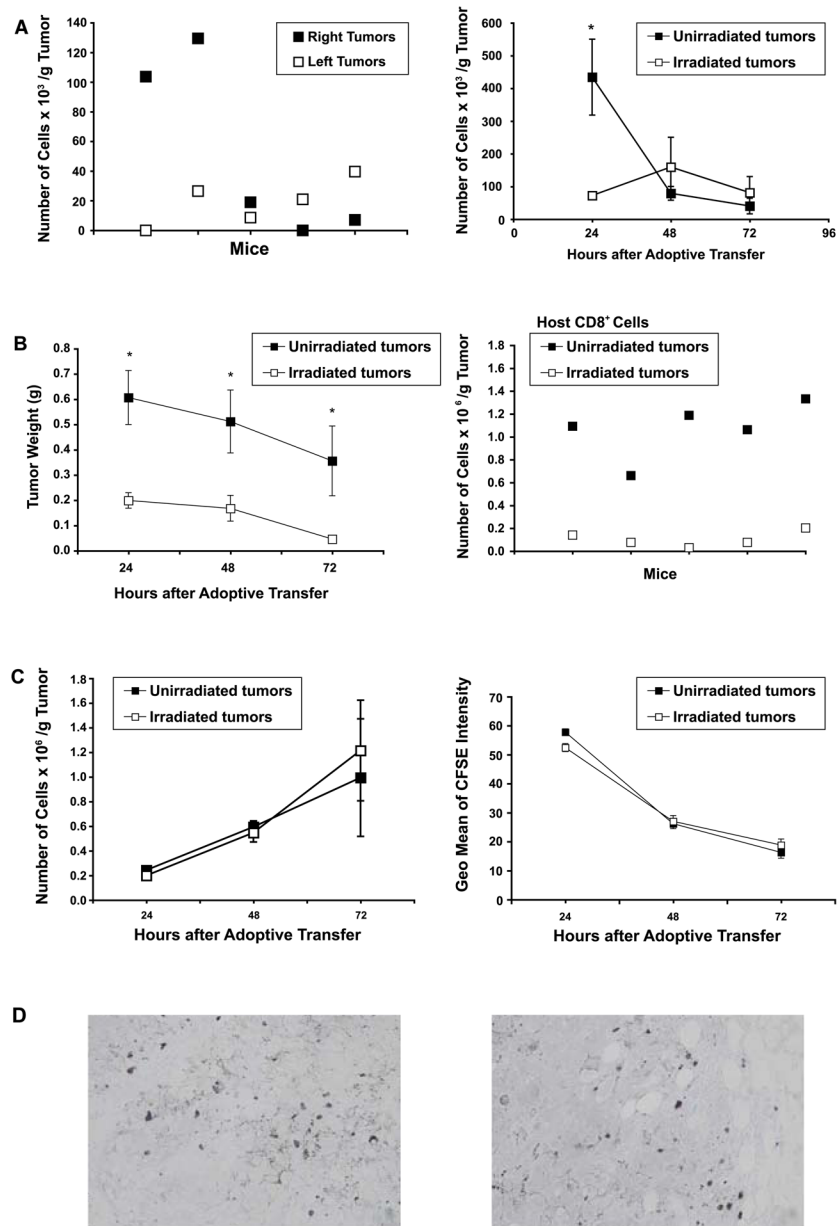 A
Number of Cells x 10³ /g Tumor
140
120
100
80
60
40
20
0
Right Tumors
Left Tumors
Mice
Number of Cells x 10³ /g Tumor
600
500
400
300
200
100
0
*
Unirradiated tumors
Irradiated tumors
0
24
48
72
96
Hours after Adoptive Transfer
B
Tumor Weight (g)
0.8
0.7
0.6
0.5
0.4
0.3
0.2
0.1
0.0
Unirradiated tumors
Irradiated tumors
*
*
*
24
48
72
Hours after Adoptive Transfer
Host CD8⁺ Cells
Number of Cells x 10⁶ /g Tumor
1.8
1.6
1.4
1.2
1.0
0.8
0.6
0.4
0.2
0.0
Unirradiated tumors
Irradiated tumors
Mice
C
Number of Cells x 10⁶ /g Tumor
1.8
1.6
1.4
1.2
1.0
0.8
0.6
0.4
0.2
0.0
Unirradiated tumors
Irradiated tumors
24
48
72
Hours after Adoptive Transfer
Geo Mean of CFSE Intensity
70
60
50
40
30
20
10
0
Unirradiated tumors
Irradiated tumors
24
48
72
Hours after Adoptive Transfer
D